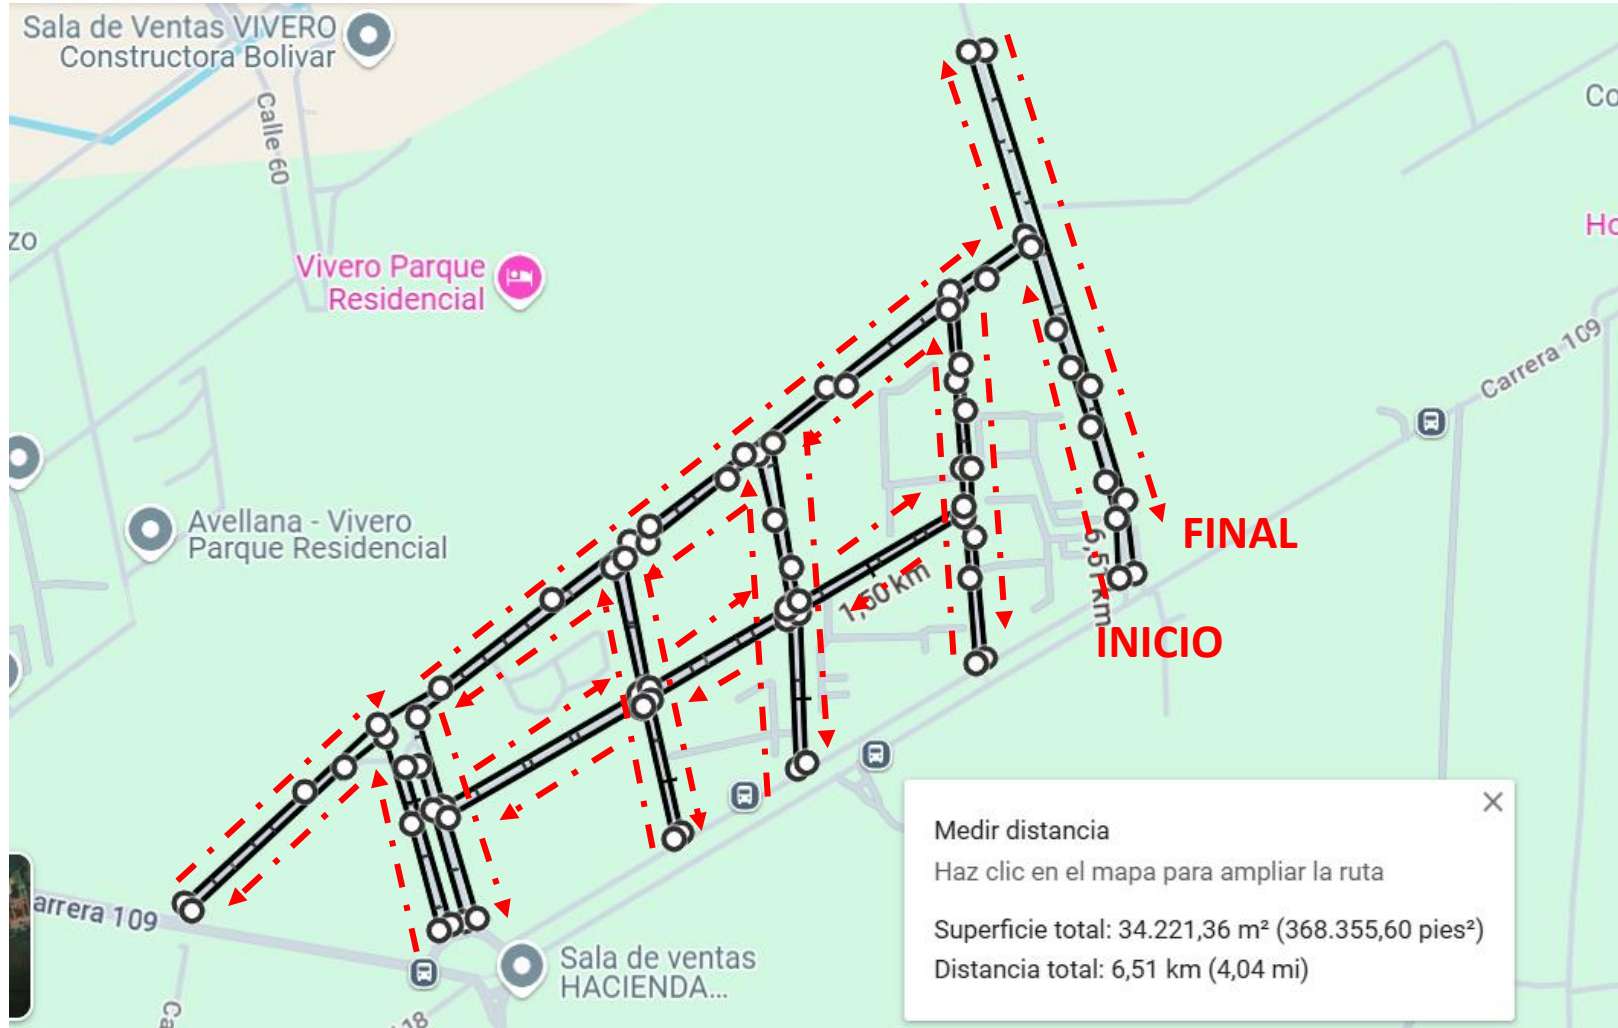 Sala de Ventas VIVERO
Constructora Bolivar
Calle 60
Co
zo
Vivero Parque
Residencial
Ho
Carrera 109
Avellana - Vivero
Parque Residencial
FINAL
6,51 km
1,50 km
INICIO
arrera 109
Sala de ventas
HACIENDA...
Ca
118
Medir distancia
Haz clic en el mapa para ampliar la ruta
Superficie total: 34.221,36 m² (368.355,60 pies²)
Distancia total: 6,51 km (4,04 mi)